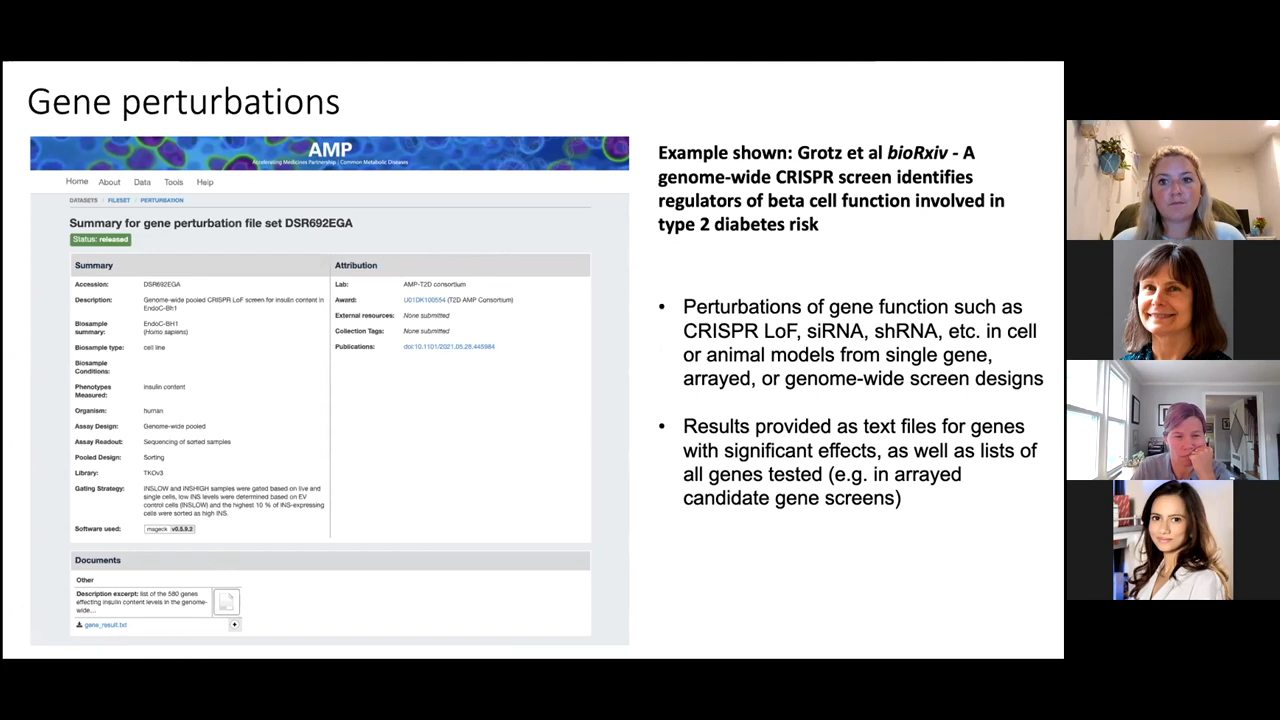 Gene perturbations
AMP
Accelerating Medicines Partnership | Common Metabolic Diseases
Home About Data Tools Help
DATASETS / FILESET / PERTURBATION
Summary for gene perturbation file set DSR692EGA
Status: released
Summary
Accession: DSR692EGA
Description: Genome-wide pooled CRISPR LoF screen for insulin content in
EndoC-Bh1
Biosample summary: EndoC-BH1
(Homo sapiens)
Biosample type: cell line
Biosample
Conditions:
Phenotypes
Measured: insulin content
Organism: human
Assay Design: Genome-wide pooled
Assay Readout: Sequencing of sorted samples
Pooled Design: Sorting
Library: TKOv3
Gating Strategy: INSLOW and INSHIGH samples were gated based on live and
single cells, low INS levels were determined based on EV
control cells (INSLOW) and the highest 10 % of INS-expressing
cells were sorted as high INS.
Software used: mageck v0.5.9.2
Attribution
Lab: AMP-T2D consortium
Award: U01DK100554 (T2D AMP Consortium)
External resources: None submitted
Collection Tags: None submitted
Publications: doi:10.1101/2021.05.28.445984
Documents
Other
Description excerpt: list of the 580 genes
effecting insulin content levels in the genome-
wide...
gene_result.txt
+
Example shown: Grotz et al bioRxiv - A
genome-wide CRISPR screen identifies
regulators of beta cell function involved in
type 2 diabetes risk
• Perturbations of gene function such as
CRISPR LoF, siRNA, shRNA, etc. in cell
or animal models from single gene,
arrayed, or genome-wide screen designs
• Results provided as text files for genes
with significant effects, as well as lists of
all genes tested (e.g. in arrayed
candidate gene screens)